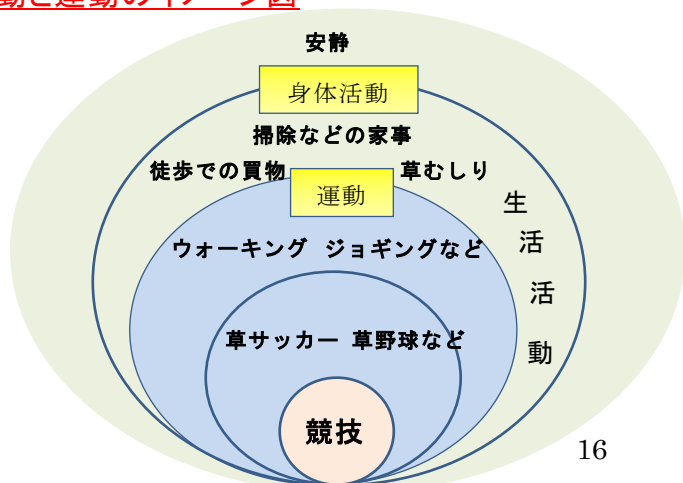 動と運動のイメージ図
安静
身体活動
掃除などの家事
徒歩での買物
草むしり
運動
生活活動
ウォーキング ジョギングなど
草サッカー 草野球など
競技
16